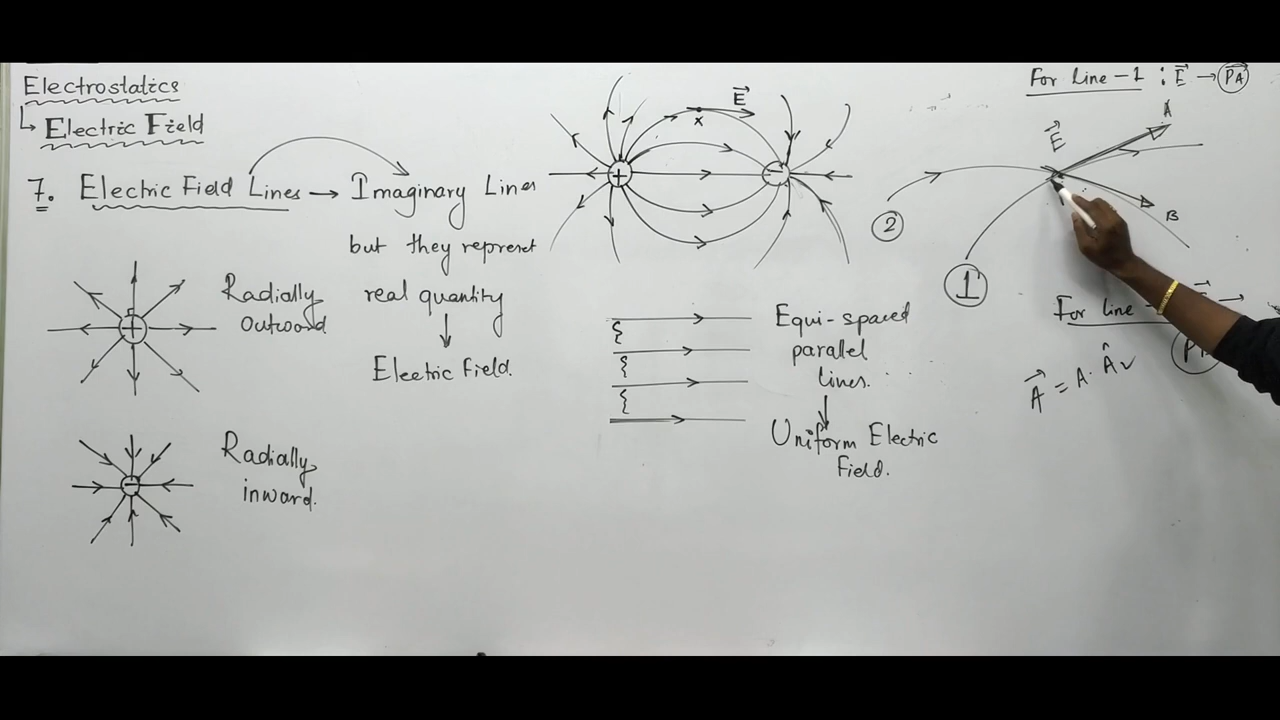 Electrostatics
Electric Field
7. Electric Field Lines → Imaginary Lines
but they represet
real quantity
Electric Field.
Radially
Outward
Radially
inward.
+
-
+
-
E
x
Equi-spaced
parallel
lines.
Uniform Electric
Field.
For Line-1 : E → PA
E
A
B
2
1
For line -
A = A. Â